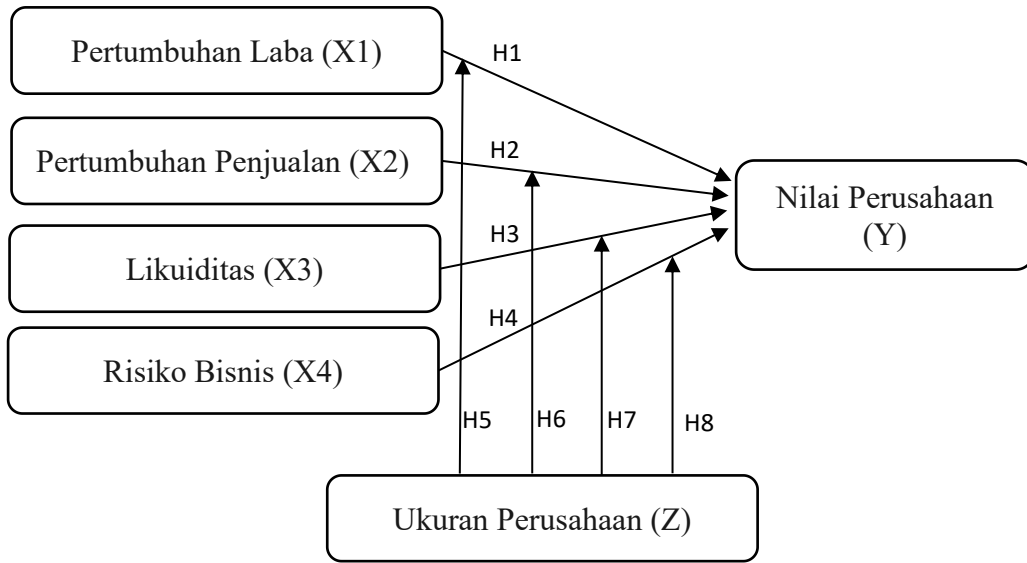 Pertumbuhan Laba (X1)
H1
Pertumbuhan Penjualan (X2)
H2
Nilai Perusahaan
(Y)
Likuiditas (X3)
H3
Risiko Bisnis (X4)
H4
H5
H6
H7
H8
Ukuran Perusahaan (Z)